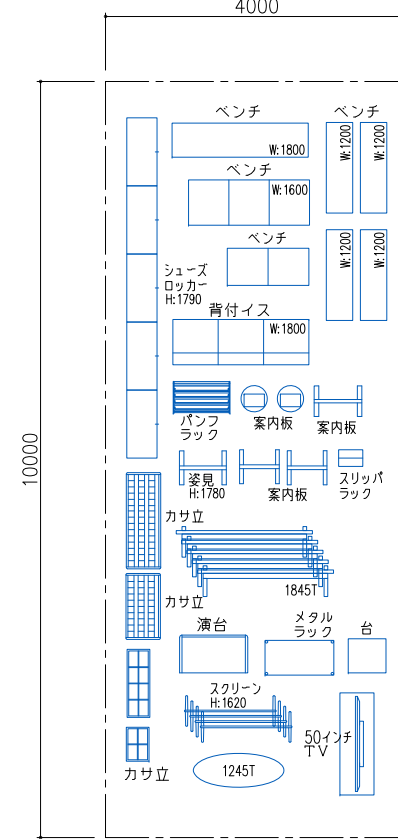 4000
10000
ベンチ
W:1800
ベンチ
W:1200
W:1200
ベンチ
W:1600
W:1200
W:1200
ベンチ
シューズ
ロッカー
H:1790
背付イス
W:1800
パンフ
ラック
案内板
案内板
姿見
H:1780
案内板
スリッパ
ラック
カサ立
1845T
カサ立
演台
メタル
ラック
台
スクリーン
H:1620
50インチ
TV
1245T
カサ立